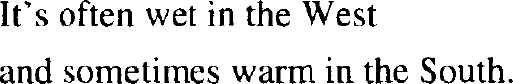 It's often wet in the West
and sometimes warm in the South.